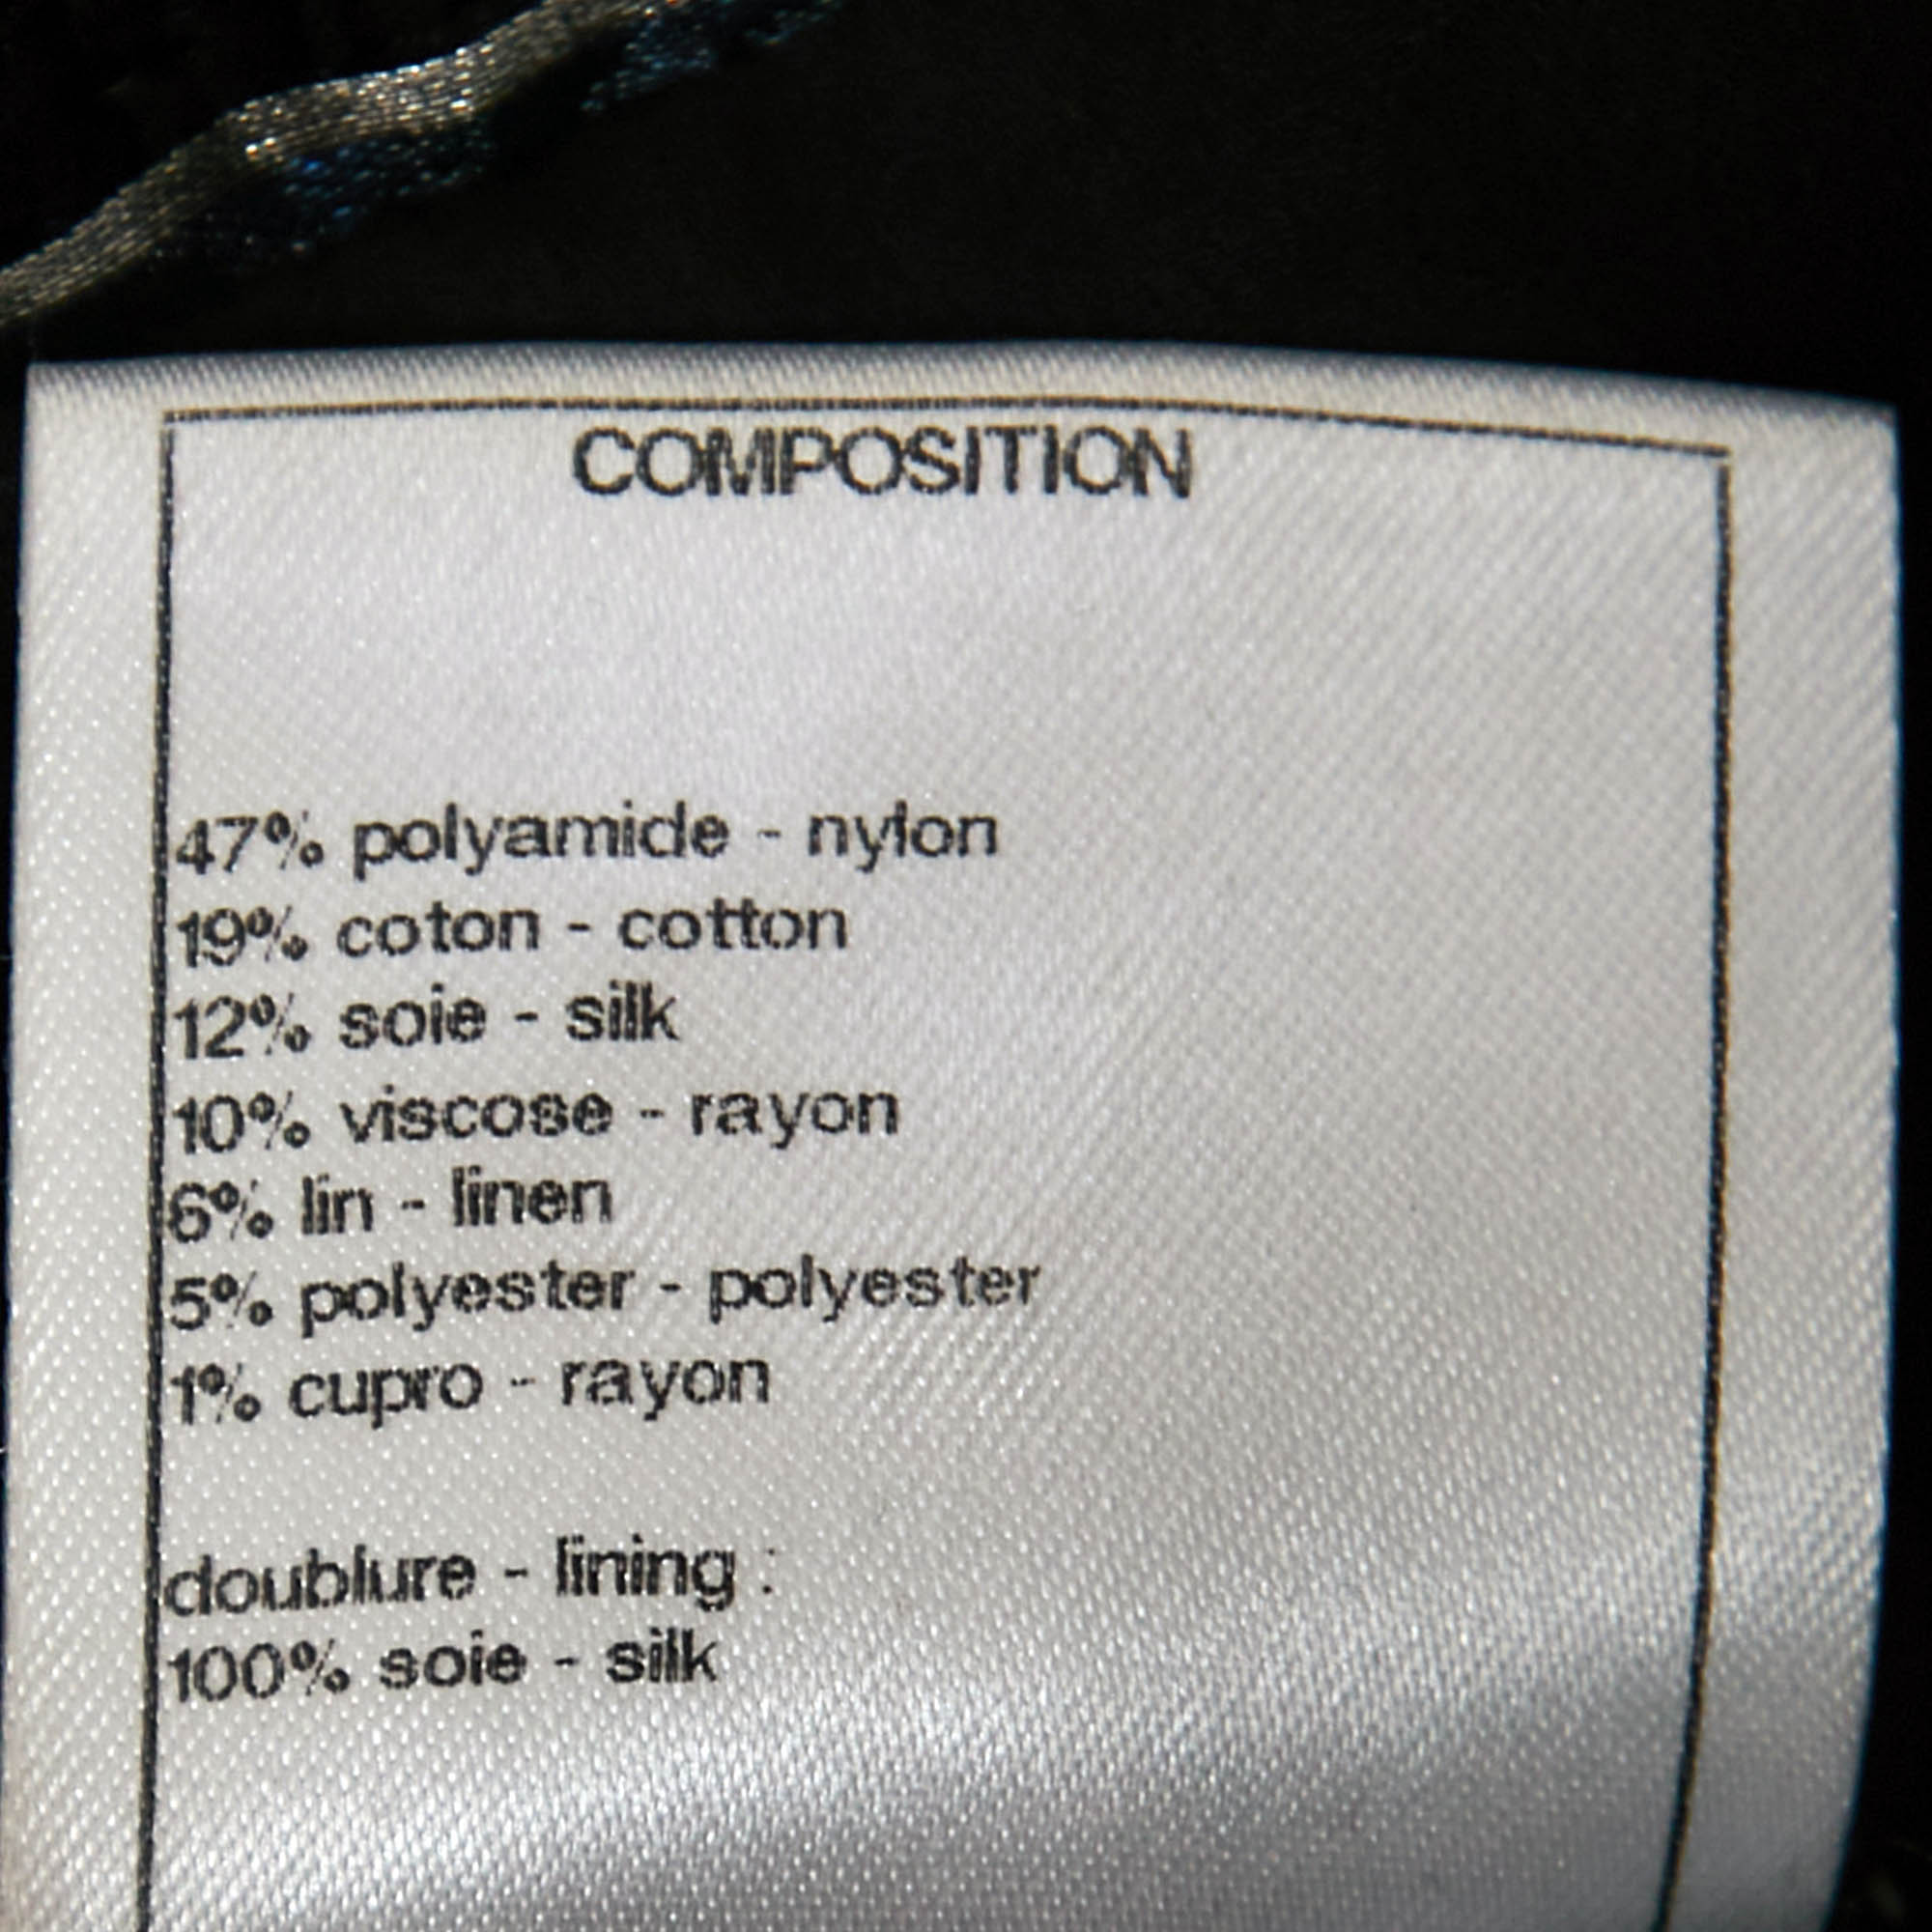 COMPOSITION
47% polyamide - nylon
19% coton - cotton
12% soie - silk
10% viscose - rayon
6% lin - linen
5% polyester - polyester
1% cupro - rayon
doublure - lining :
100% soie - silk